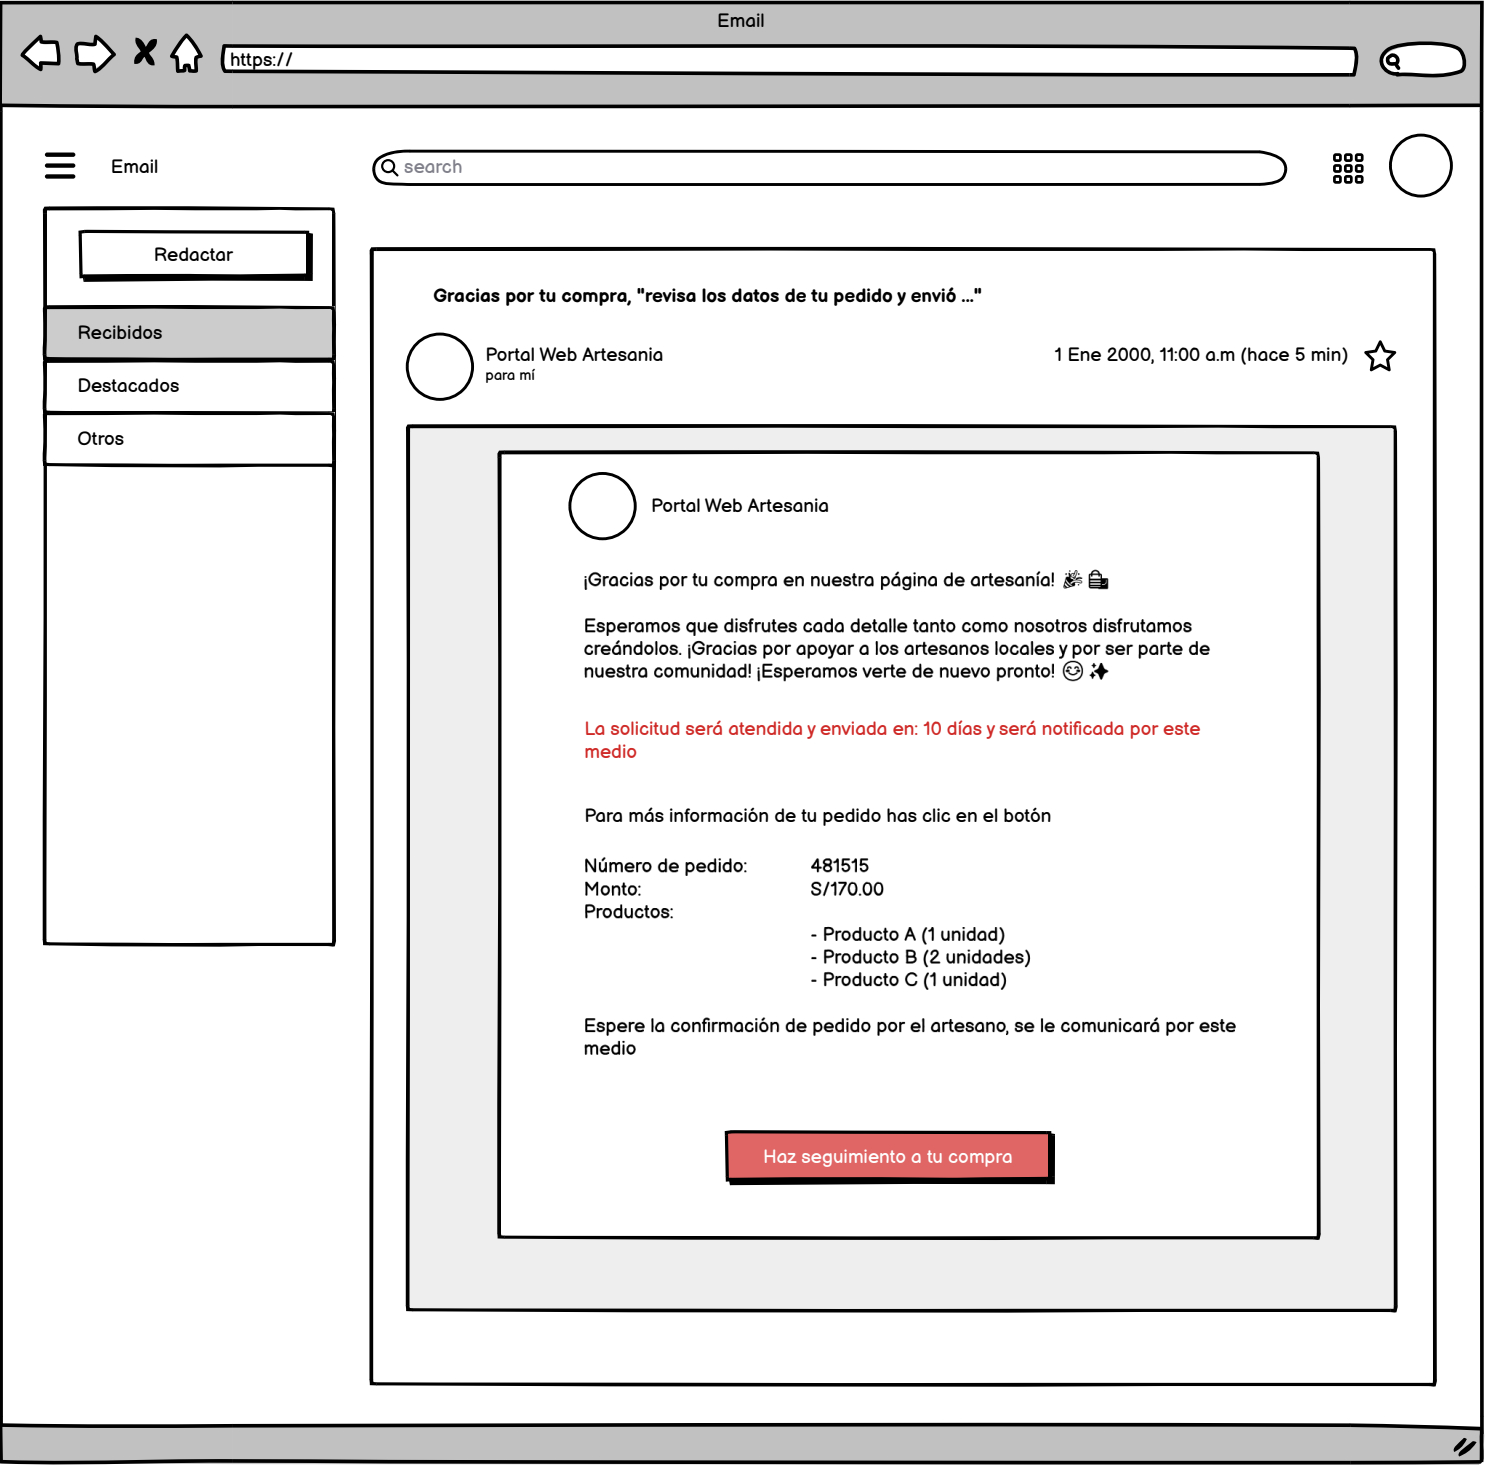 Email
https://
Email
search
Redactar
Recibidos
Destacados
Otros
Gracias por tu compra, "revisa los datos de tu pedido y envió ..."
Portal Web Artesania
1 Ene 2000, 11:00 a.m (hace 5 min)
para mí
Portal Web Artesania
¡Gracias por tu compra en nuestra página de artesanía! 🎉 🛍
Esperamos que disfrutes cada detalle tanto como nosotros disfrutamos
creándolos. ¡Gracias por apoyar a los artesanos locales y por ser parte de
nuestra comunidad! ¡Esperamos verte de nuevo pronto! 😊 ✨
La solicitud será atendida y enviada en: 10 días y será notificada por este
medio
Para más información de tu pedido has clic en el botón
Número de pedido: 481515
Monto: S/170.00
Productos:
- Producto A (1 unidad)
- Producto B (2 unidades)
- Producto C (1 unidad)
Espere la confirmación de pedido por el artesano, se le comunicará por este
medio
Haz seguimiento a tu compra